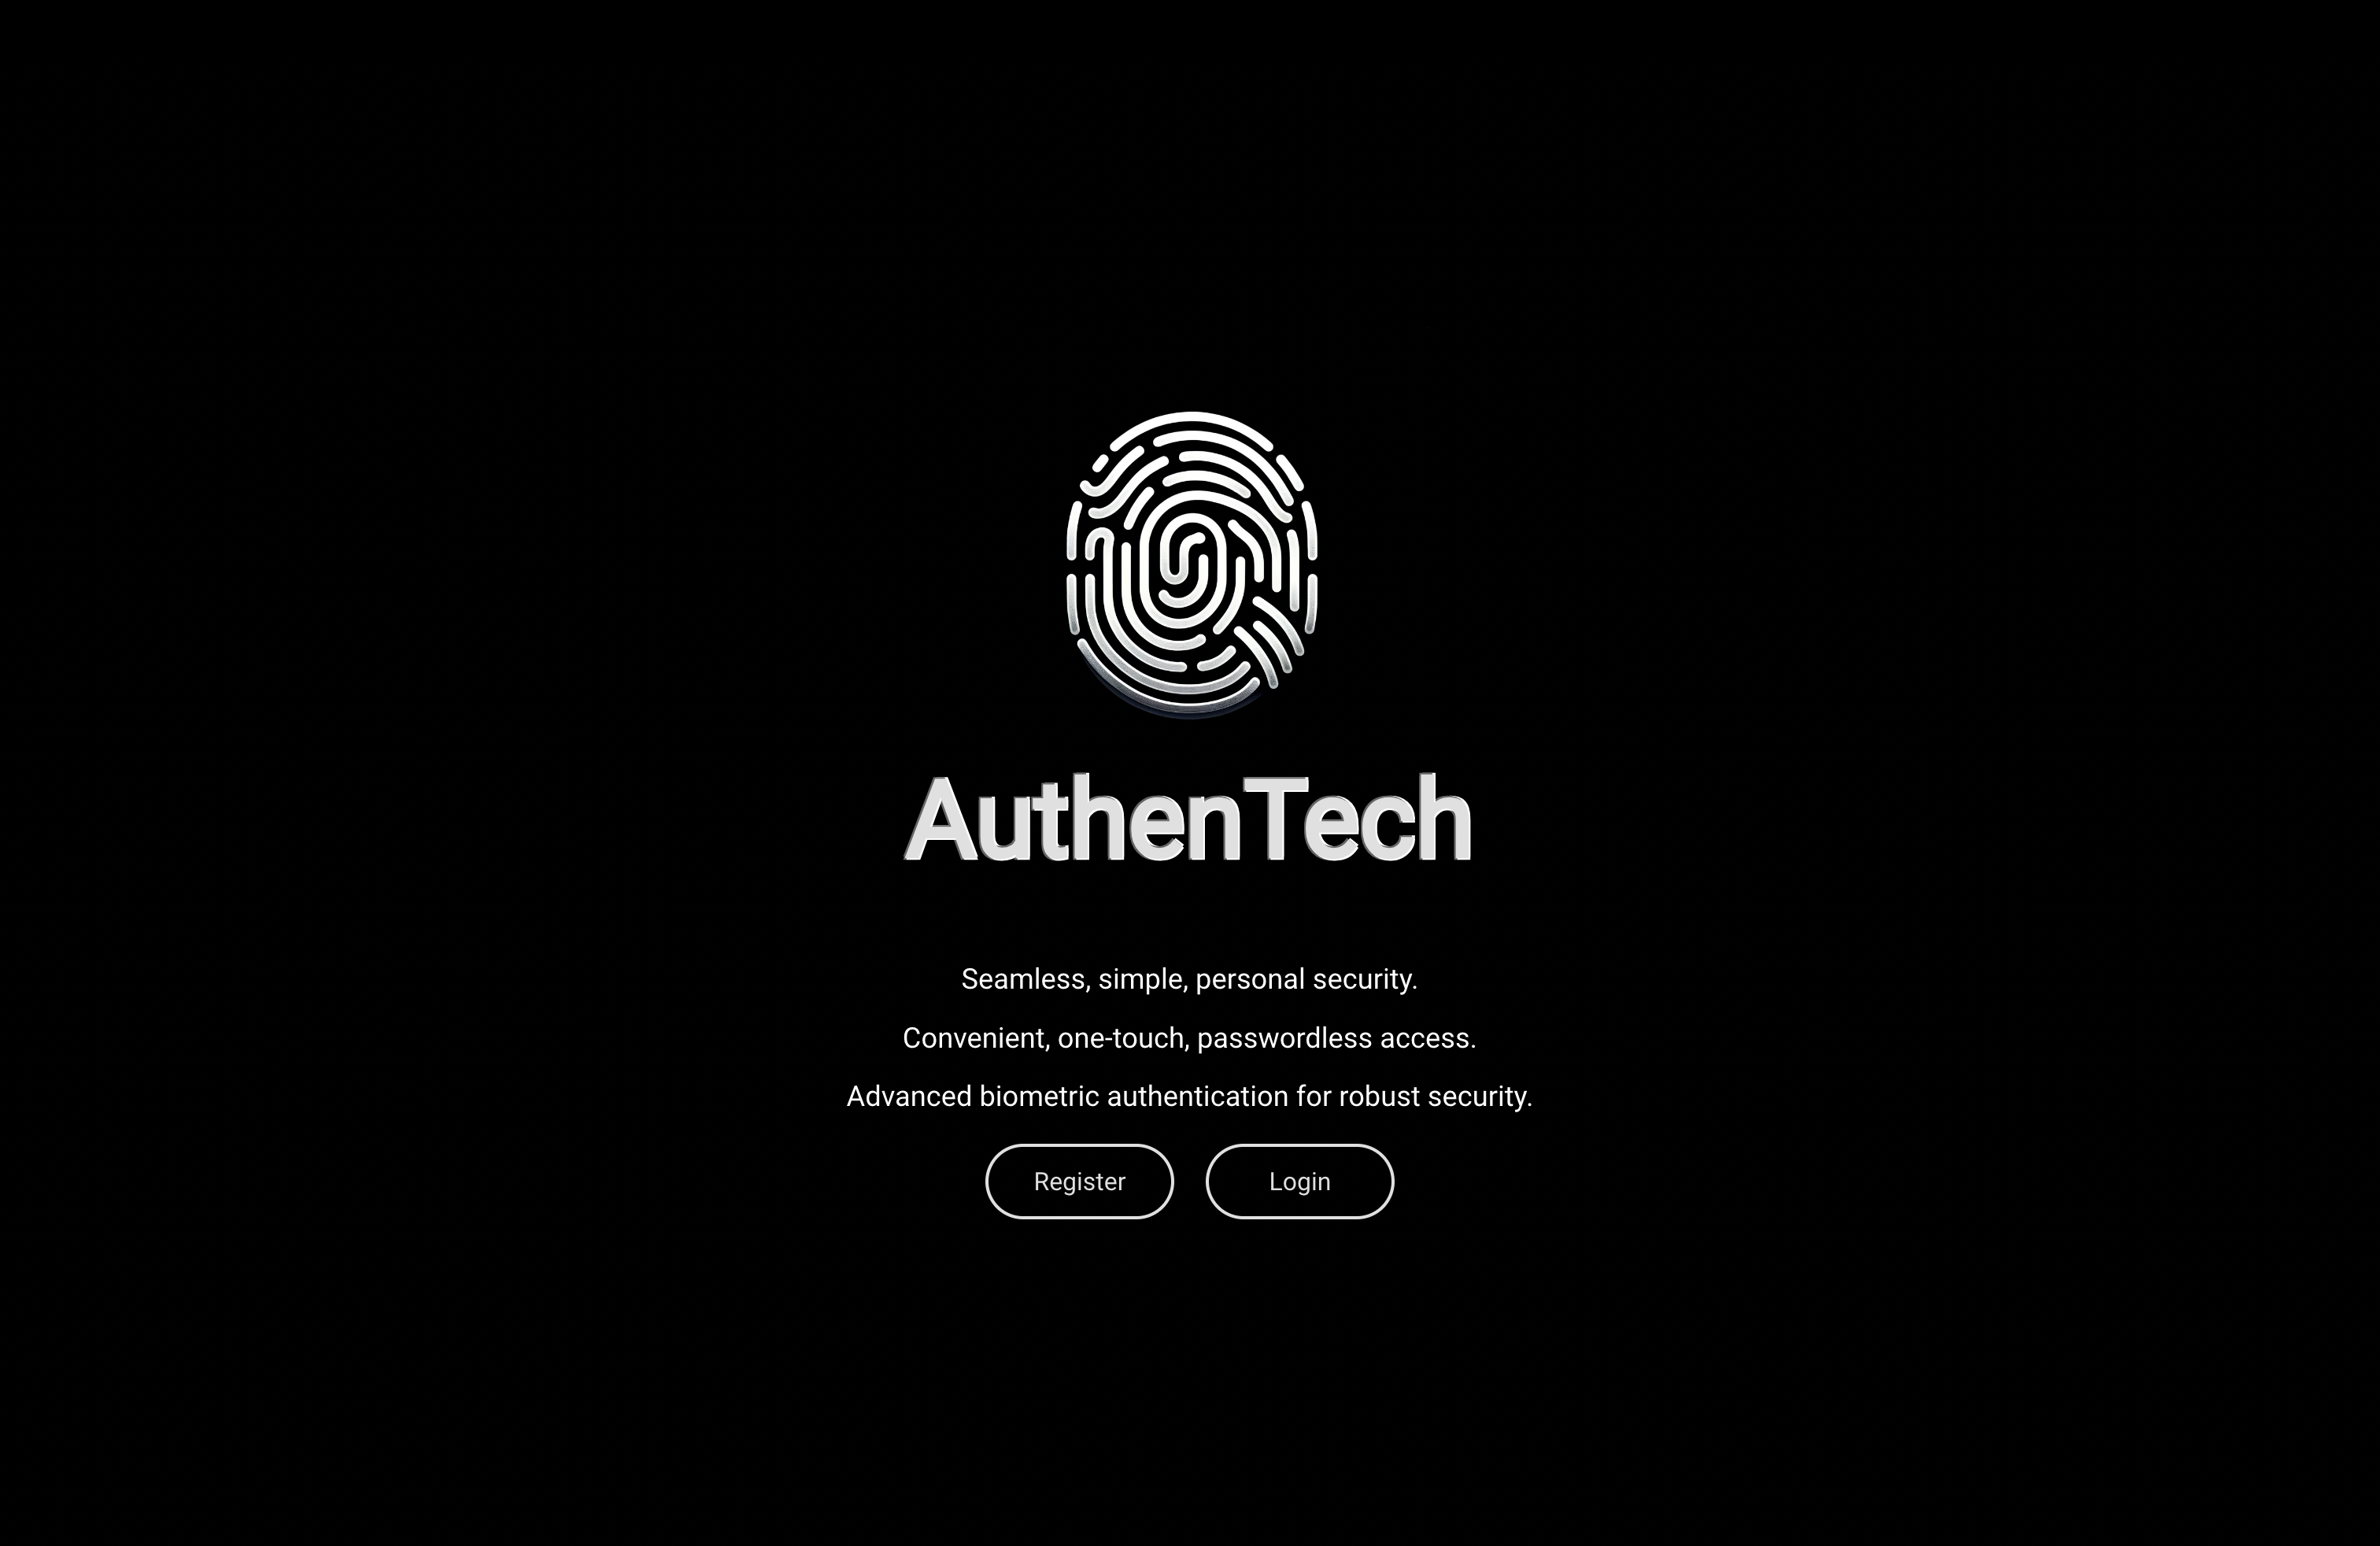 AuthenTech
Seamless, simple, personal security.
Convenient, one-touch, passwordless access.
Advanced biometric authentication for robust security.
Register
Login